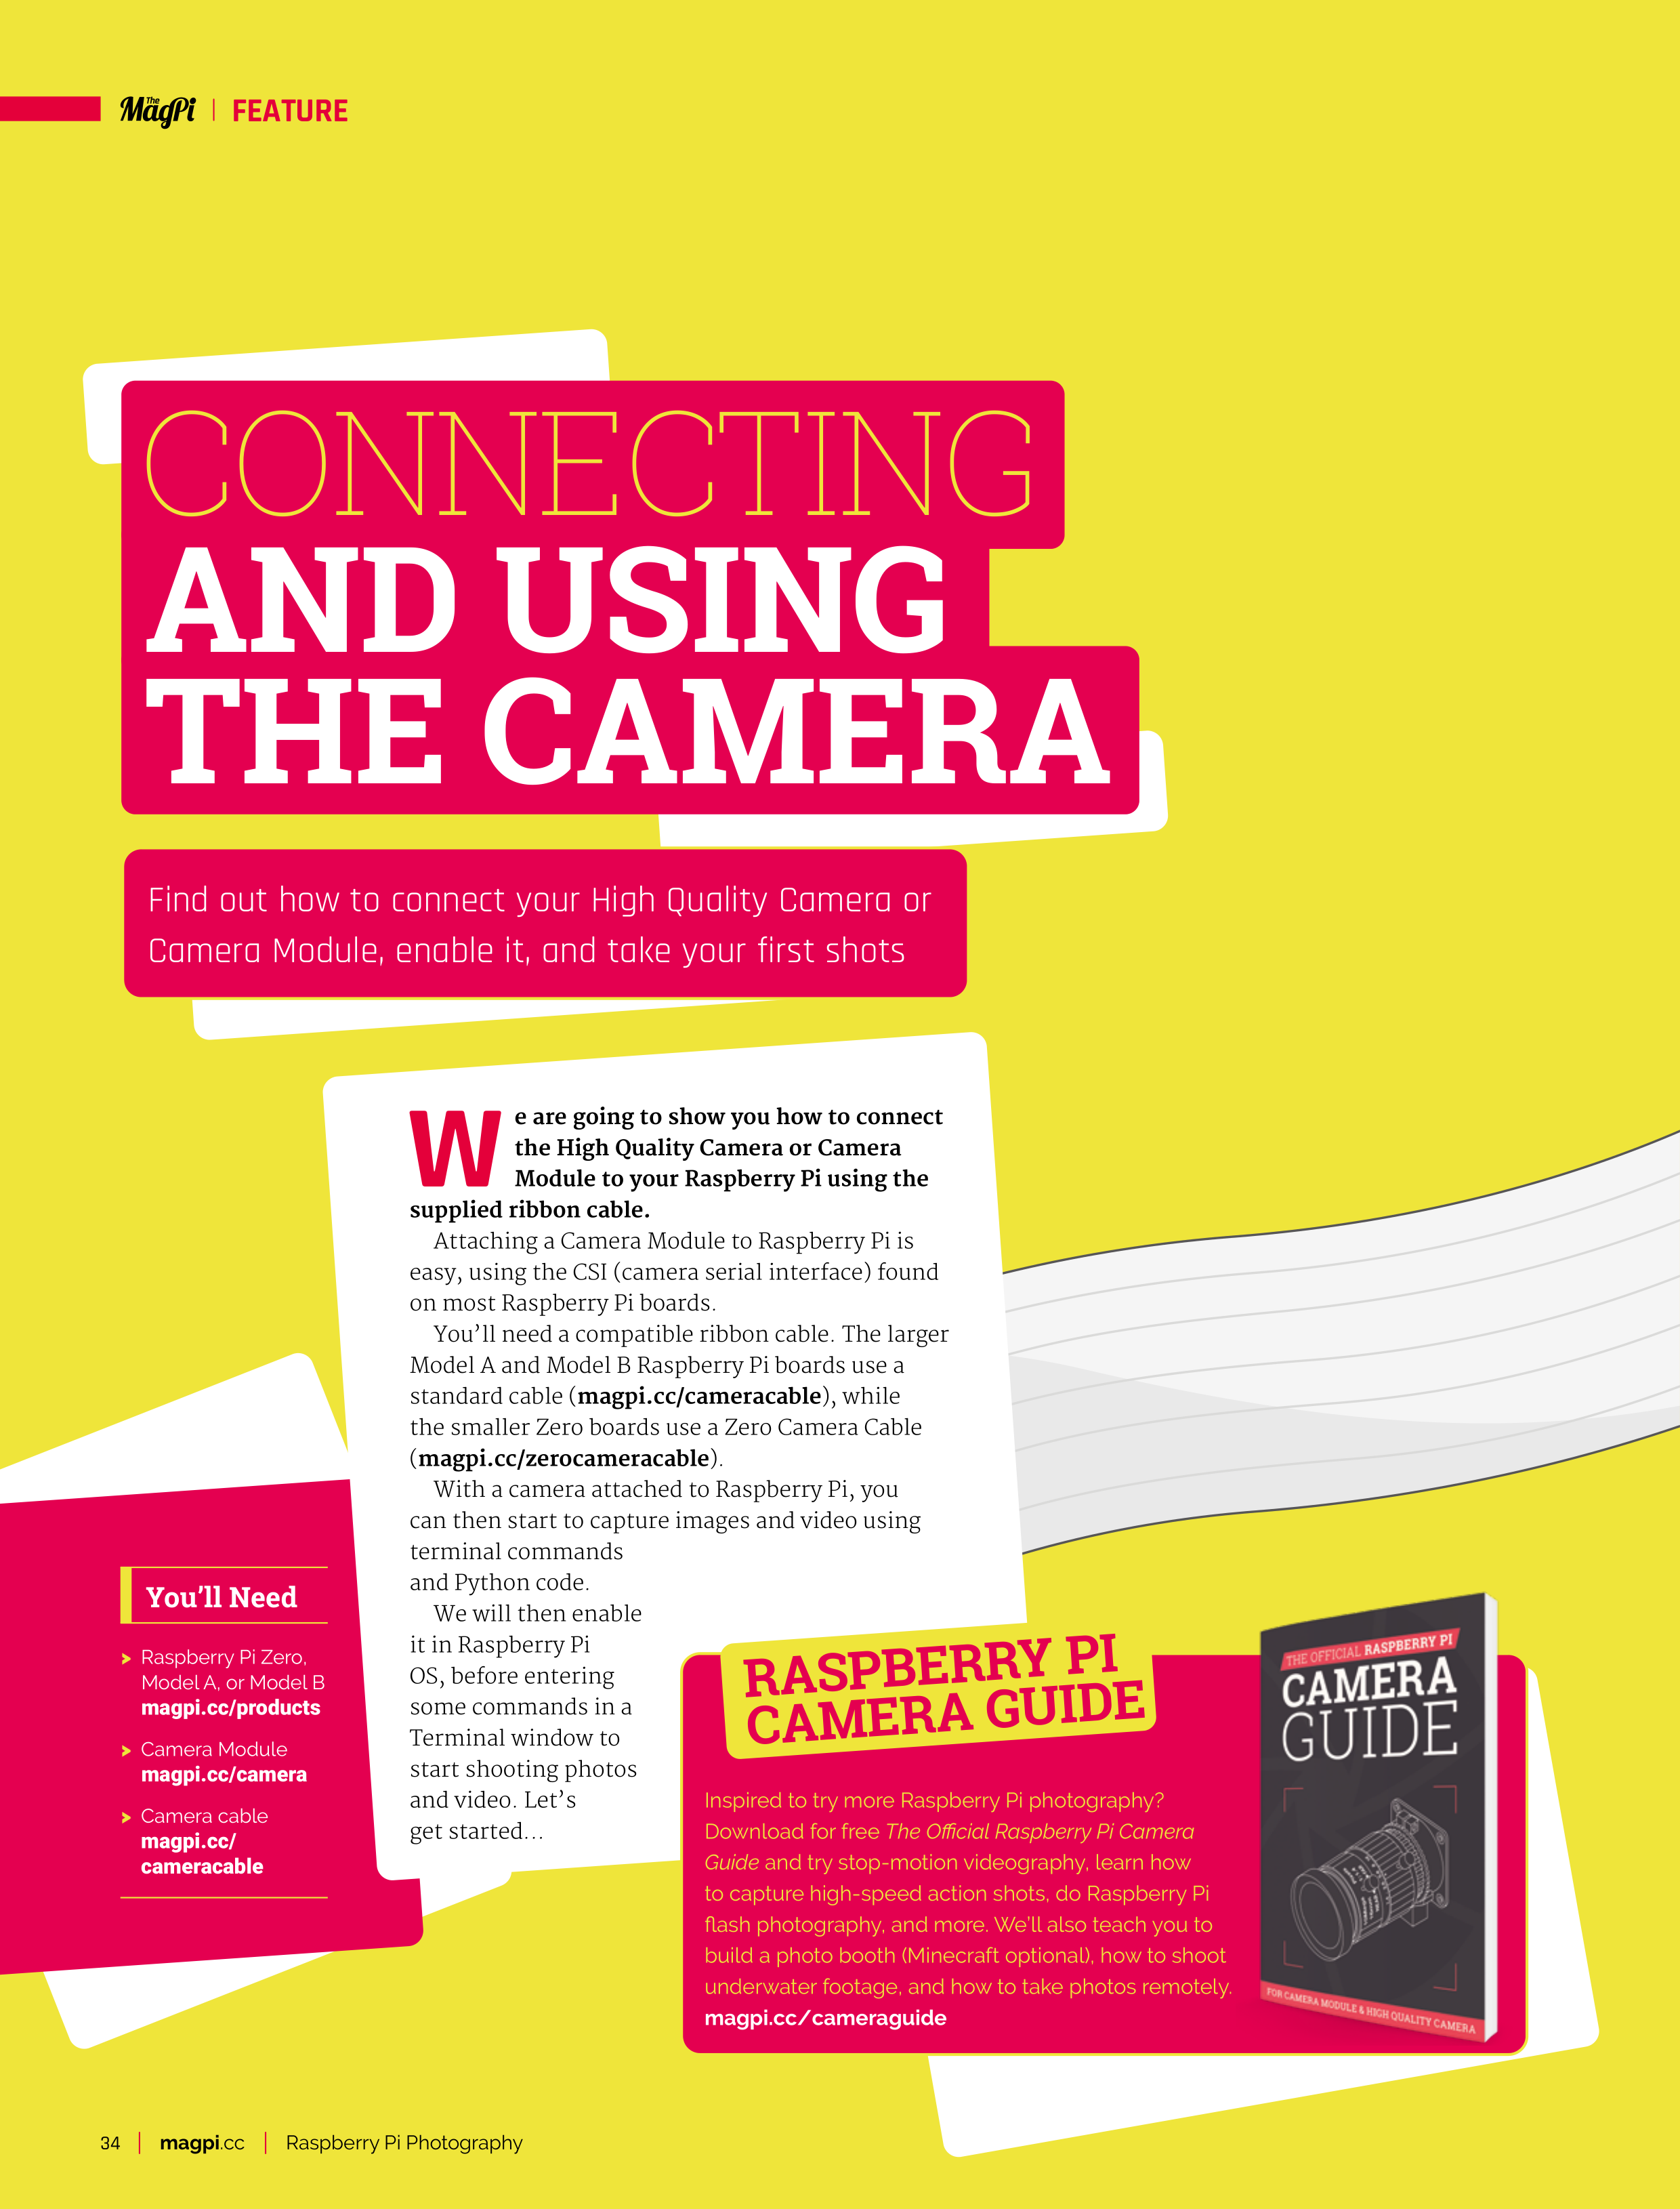 The MagPi | FEATURE
CONNECTING
AND USING
THE CAMERA
Find out how to connect your High Quality Camera or
Camera Module, enable it, and take your first shots
We are going to show you how to connect
the High Quality Camera or Camera
Module to your Raspberry Pi using the
supplied ribbon cable.
Attaching a Camera Module to Raspberry Pi is
easy, using the CSI (camera serial interface) found
on most Raspberry Pi boards.
You’ll need a compatible ribbon cable. The larger
Model A and Model B Raspberry Pi boards use a
standard cable (magpi.cc/cameracable), while
the smaller Zero boards use a Zero Camera Cable
(magpi.cc/zerocameracable).
With a camera attached to Raspberry Pi, you
can then start to capture images and video using
terminal commands
and Python code.
We will then enable
it in Raspberry Pi
OS, before entering
some commands in a
Terminal window to
start shooting photos
and video. Let’s
get started…
You’ll Need
> Raspberry Pi Zero,
Model A, or Model B
magpi.cc/products
> Camera Module
magpi.cc/camera
> Camera cable
magpi.cc/
cameracable
RASPBERRY PI
CAMERA GUIDE
Inspired to try more Raspberry Pi photography?
Download for free The Official Raspberry Pi Camera
Guide and try stop-motion videography, learn how
to capture high-speed action shots, do Raspberry Pi
flash photography, and more. We’ll also teach you to
build a photo booth (Minecraft optional), how to shoot
underwater footage, and how to take photos remotely.
magpi.cc/cameraguide
THE OFFICIAL RASPBERRY PI
CAMERA
GUIDE
FOR CAMERA MODULE & HIGH QUALITY CAMERA
34 | magpi.cc | Raspberry Pi Photography